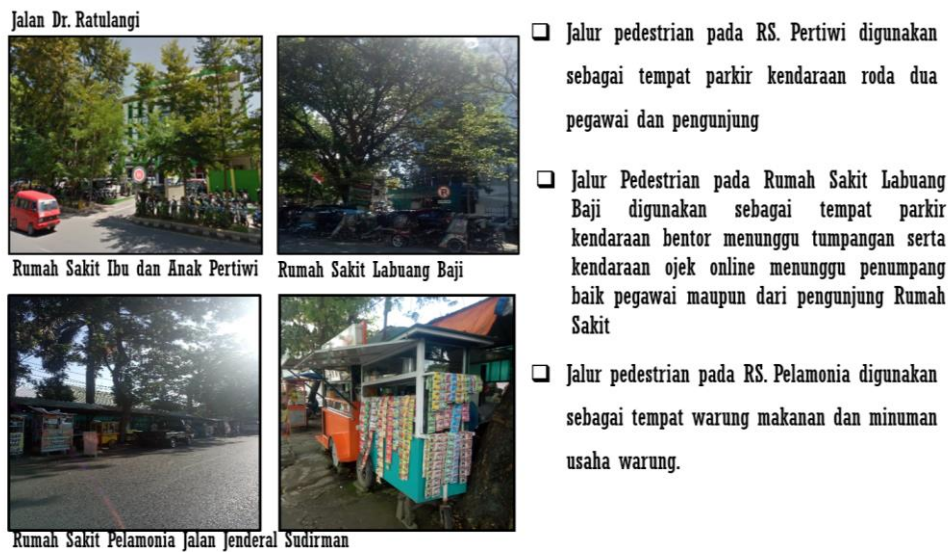 Jalan Dr. Ratulangi
Rumah Sakit Ibu dan Anak Pertiwi
Rumah Sakit Labuang Baji
Rumah Sakit Pelamonia Jalan Jenderal Sudirman
Jalur pedestrian pada RS. Pertiwi digunakan
sebagai tempat parkir kendaraan roda dua
pegawai dan pengunjung
Jalur Pedestrian pada Rumah Sakit Labuang
Baji digunakan sebagai tempat parkir
kendaraan bentor menunggu tumpangan serta
kendaraan ojek online menunggu penumpang
baik pegawai maupun dari pengunjung Rumah
Sakit
Jalur pedestrian pada RS. Pelamonia digunakan
sebagai tempat warung makanan dan minuman
usaha warung.